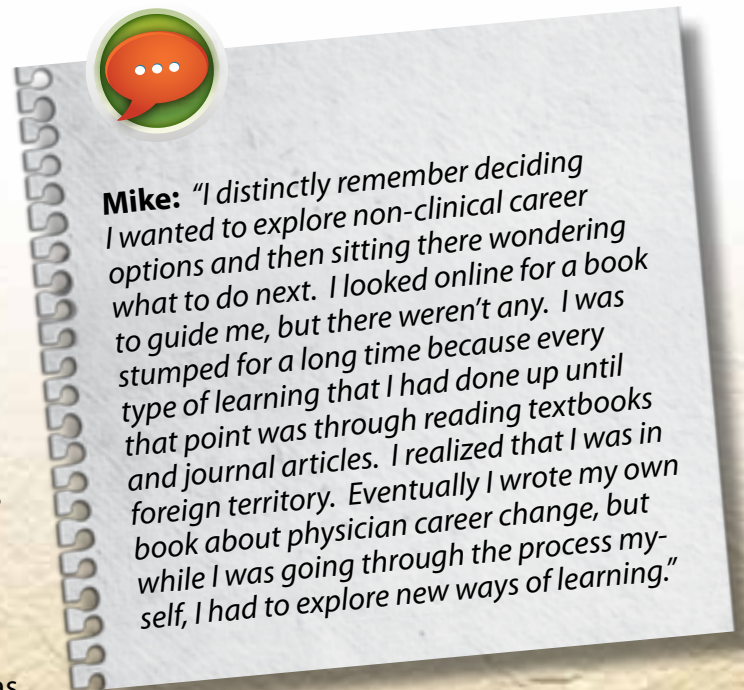 Mike: “I distinctly remember deciding
I wanted to explore non-clinical career
options and then sitting there wondering
what to do next.  I looked online for a book
to guide me, but there weren’t any.  I was
stumped for a long time because every
type of learning that I had done up until
that point was through reading textbooks
and journal articles.  I realized that I was in
foreign territory.  Eventually I wrote my own
book about physician career change, but
while I was going through the process my-
self, I had to explore new ways of learning.”